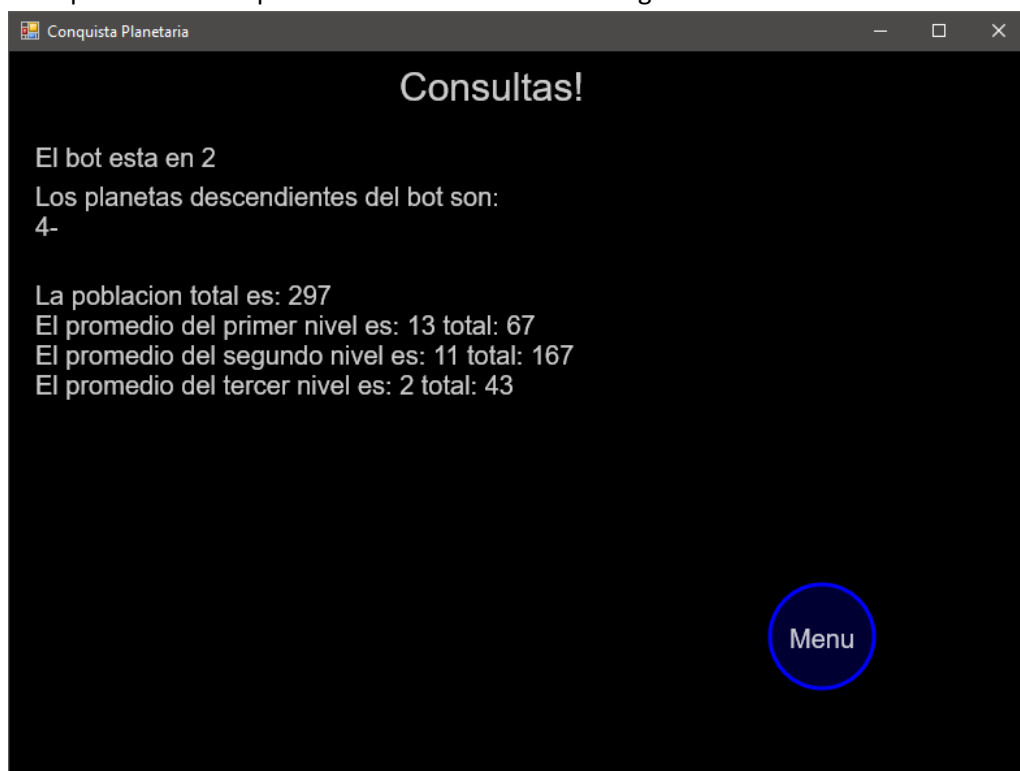 Conquista Planetaria
Consultas!
El bot esta en 2
Los planetas descendientes del bot son:
4-
La poblacion total es: 297
El promedio del primer nivel es: 13 total: 67
El promedio del segundo nivel es: 11 total: 167
El promedio del tercer nivel es: 2 total: 43
Menu